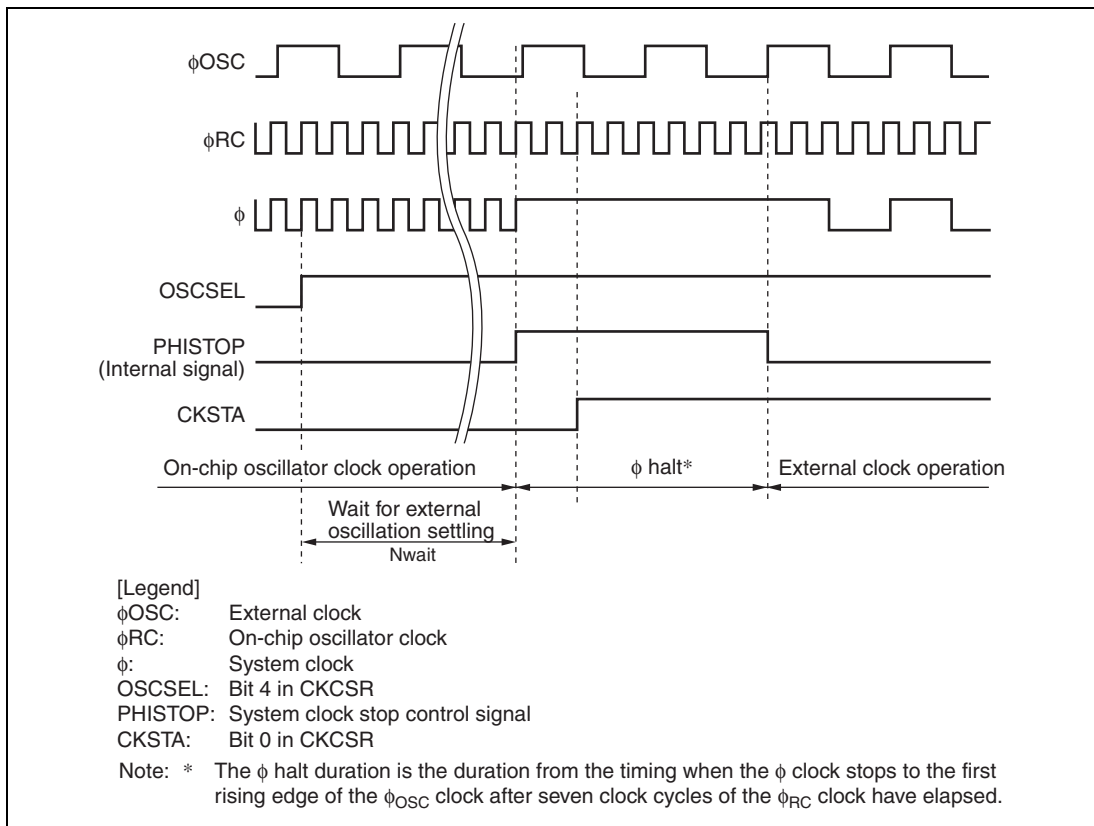 φOSC
φRC
φ
OSCSEL
PHISTOP
(Internal signal)
CKSTA
On-chip oscillator clock operation
φ halt*
External clock operation
Wait for external
oscillation settling
Nwait
[Legend]
φOSC: External clock
φRC: On-chip oscillator clock
φ: System clock
OSCSEL: Bit 4 in CKCSR
PHISTOP: System clock stop control signal
CKSTA: Bit 0 in CKCSR
Note: * The φ halt duration is the duration from the timing when the φ clock stops to the first
rising edge of the φOSC clock after seven clock cycles of the φRC clock have elapsed.